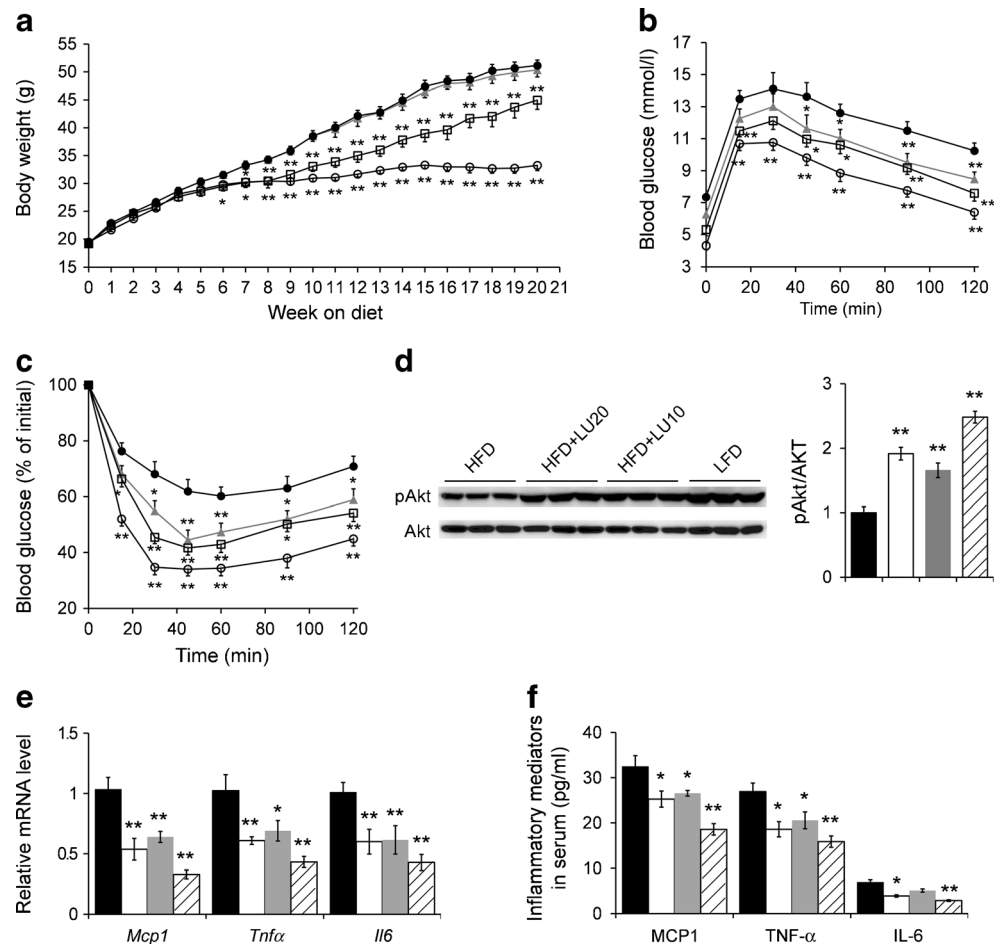 a
Body weight (g)
55
50
45
40
35
30
25
20
15
** ** ** ** ** ** ** ** ** ** ** ** * **
* * ** ** ** ** ** ** ** ** ** ** ** ** **
0 1 2 3 4 5 6 7 8 9 10 11 12 13 14 15 16 17 18 19 20 21
Week on diet
b
Blood glucose (mmol/l)
17
15
13
11
9
7
5
3
* * ** **
** * * ** **
** ** ** ** ** **
0 20 40 60 80 100 120
Time (min)
c
Blood glucose (% of initial)
100
80
60
40
20
* ** ** * *
* ** ** ** * **
** ** ** ** ** **
0 20 40 60 80 100 120
Time (min)
d
HFD HFD+LU20 HFD+LU10 LFD
pAkt
Akt
pAkt/AKT
3
2
1
0
** ** **
e
Relative mRNA level
1.5
1
0.5
0
** ** ** ** * ** ** ** **
Mcp1 Tnfα Il6
f
Inflammatory mediators
in serum (pg/ml)
40
30
20
10
0
* * ** * * ** * **
MCP1 TNF-α IL-6